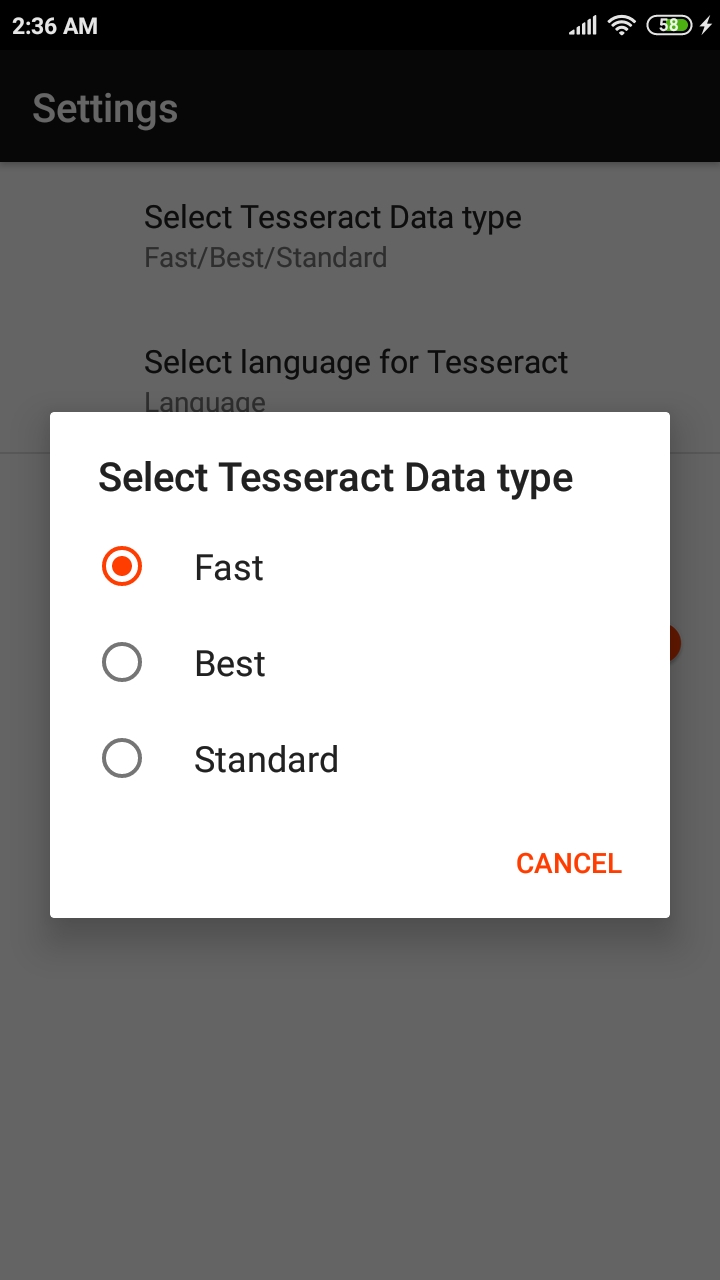 2:36 AM 58
Settings
Select Tesseract Data type
Fast/Best/Standard
Select language for Tesseract
Language
Select Tesseract Data type
Fast
Best
Standard
CANCEL